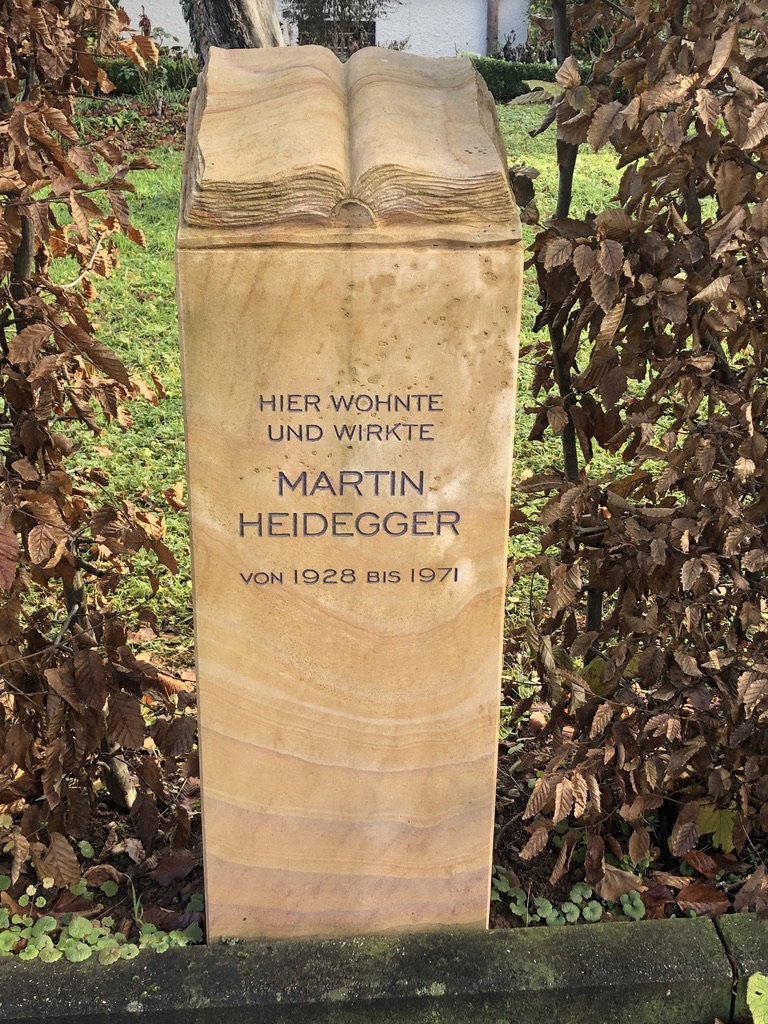 HIER WOHNTE
UND WIRKTE
MARTIN
HEIDEGGER
VON 1928 BIS 1971